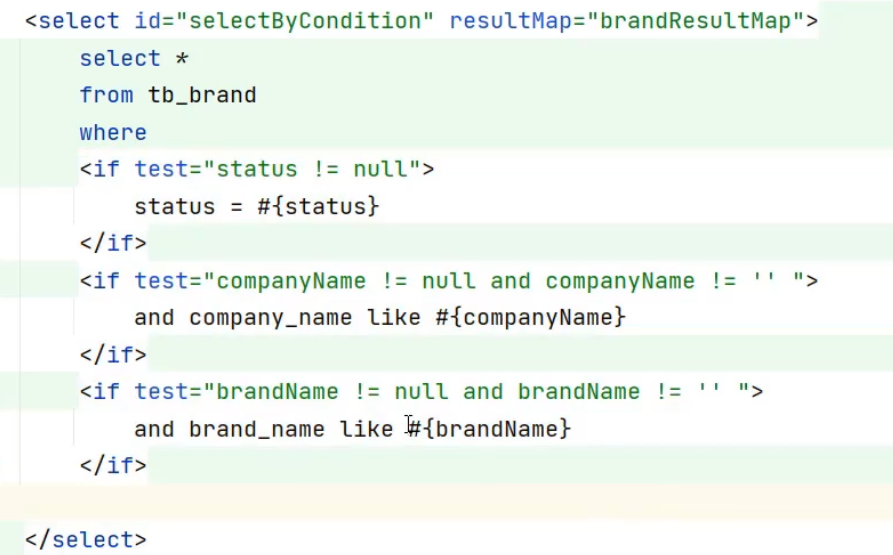 <select id="selectByCondition" resultMap="brandResultMap">
select *
from tb_brand
where
<if test="status != null">
status = #{status}
</if>
<if test="companyName != null and companyName != '' ">
and company_name like #{companyName}
</if>
<if test="brandName != null and brandName != '' ">
and brand_name like #{brandName}
</if>
</select>